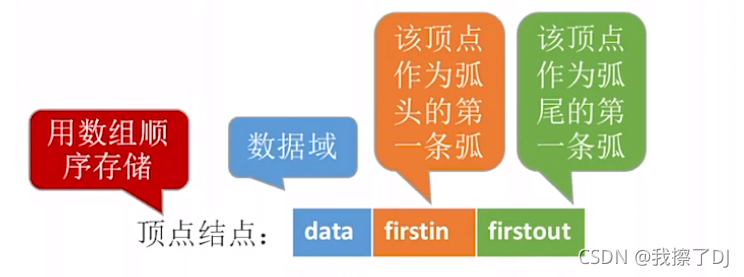 用数组顺
序存储
数据域
该顶点
作为弧
头的第
一条弧
该顶点
作为弧
尾的第
一条弧
顶点结点：
data
firstin
firstout
CSDN @我擦了DJ